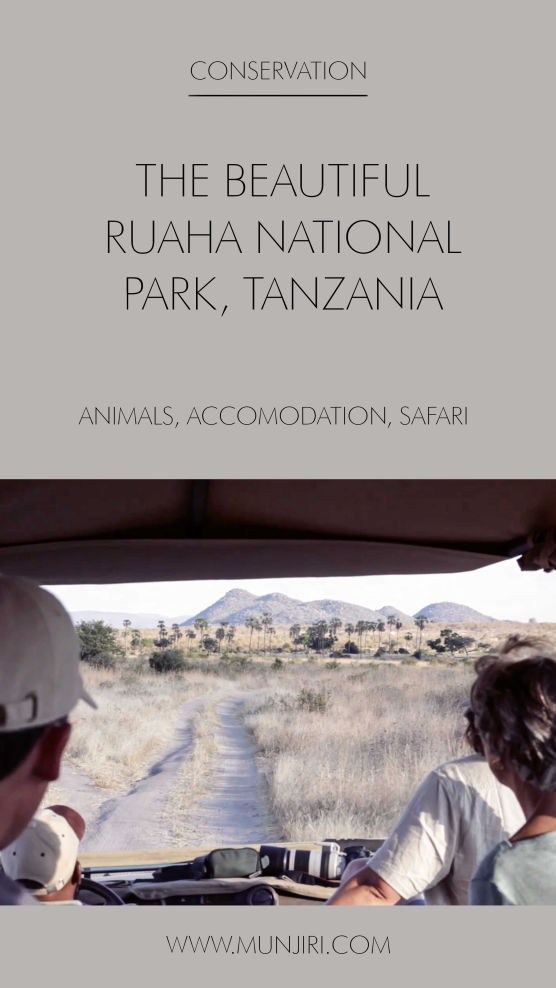 CONSERVATION
THE BEAUTIFUL
RUAHA NATIONAL
PARK, TANZANIA
ANIMALS, ACCOMODATION, SAFARI
WWW.MUNJIRI.COM